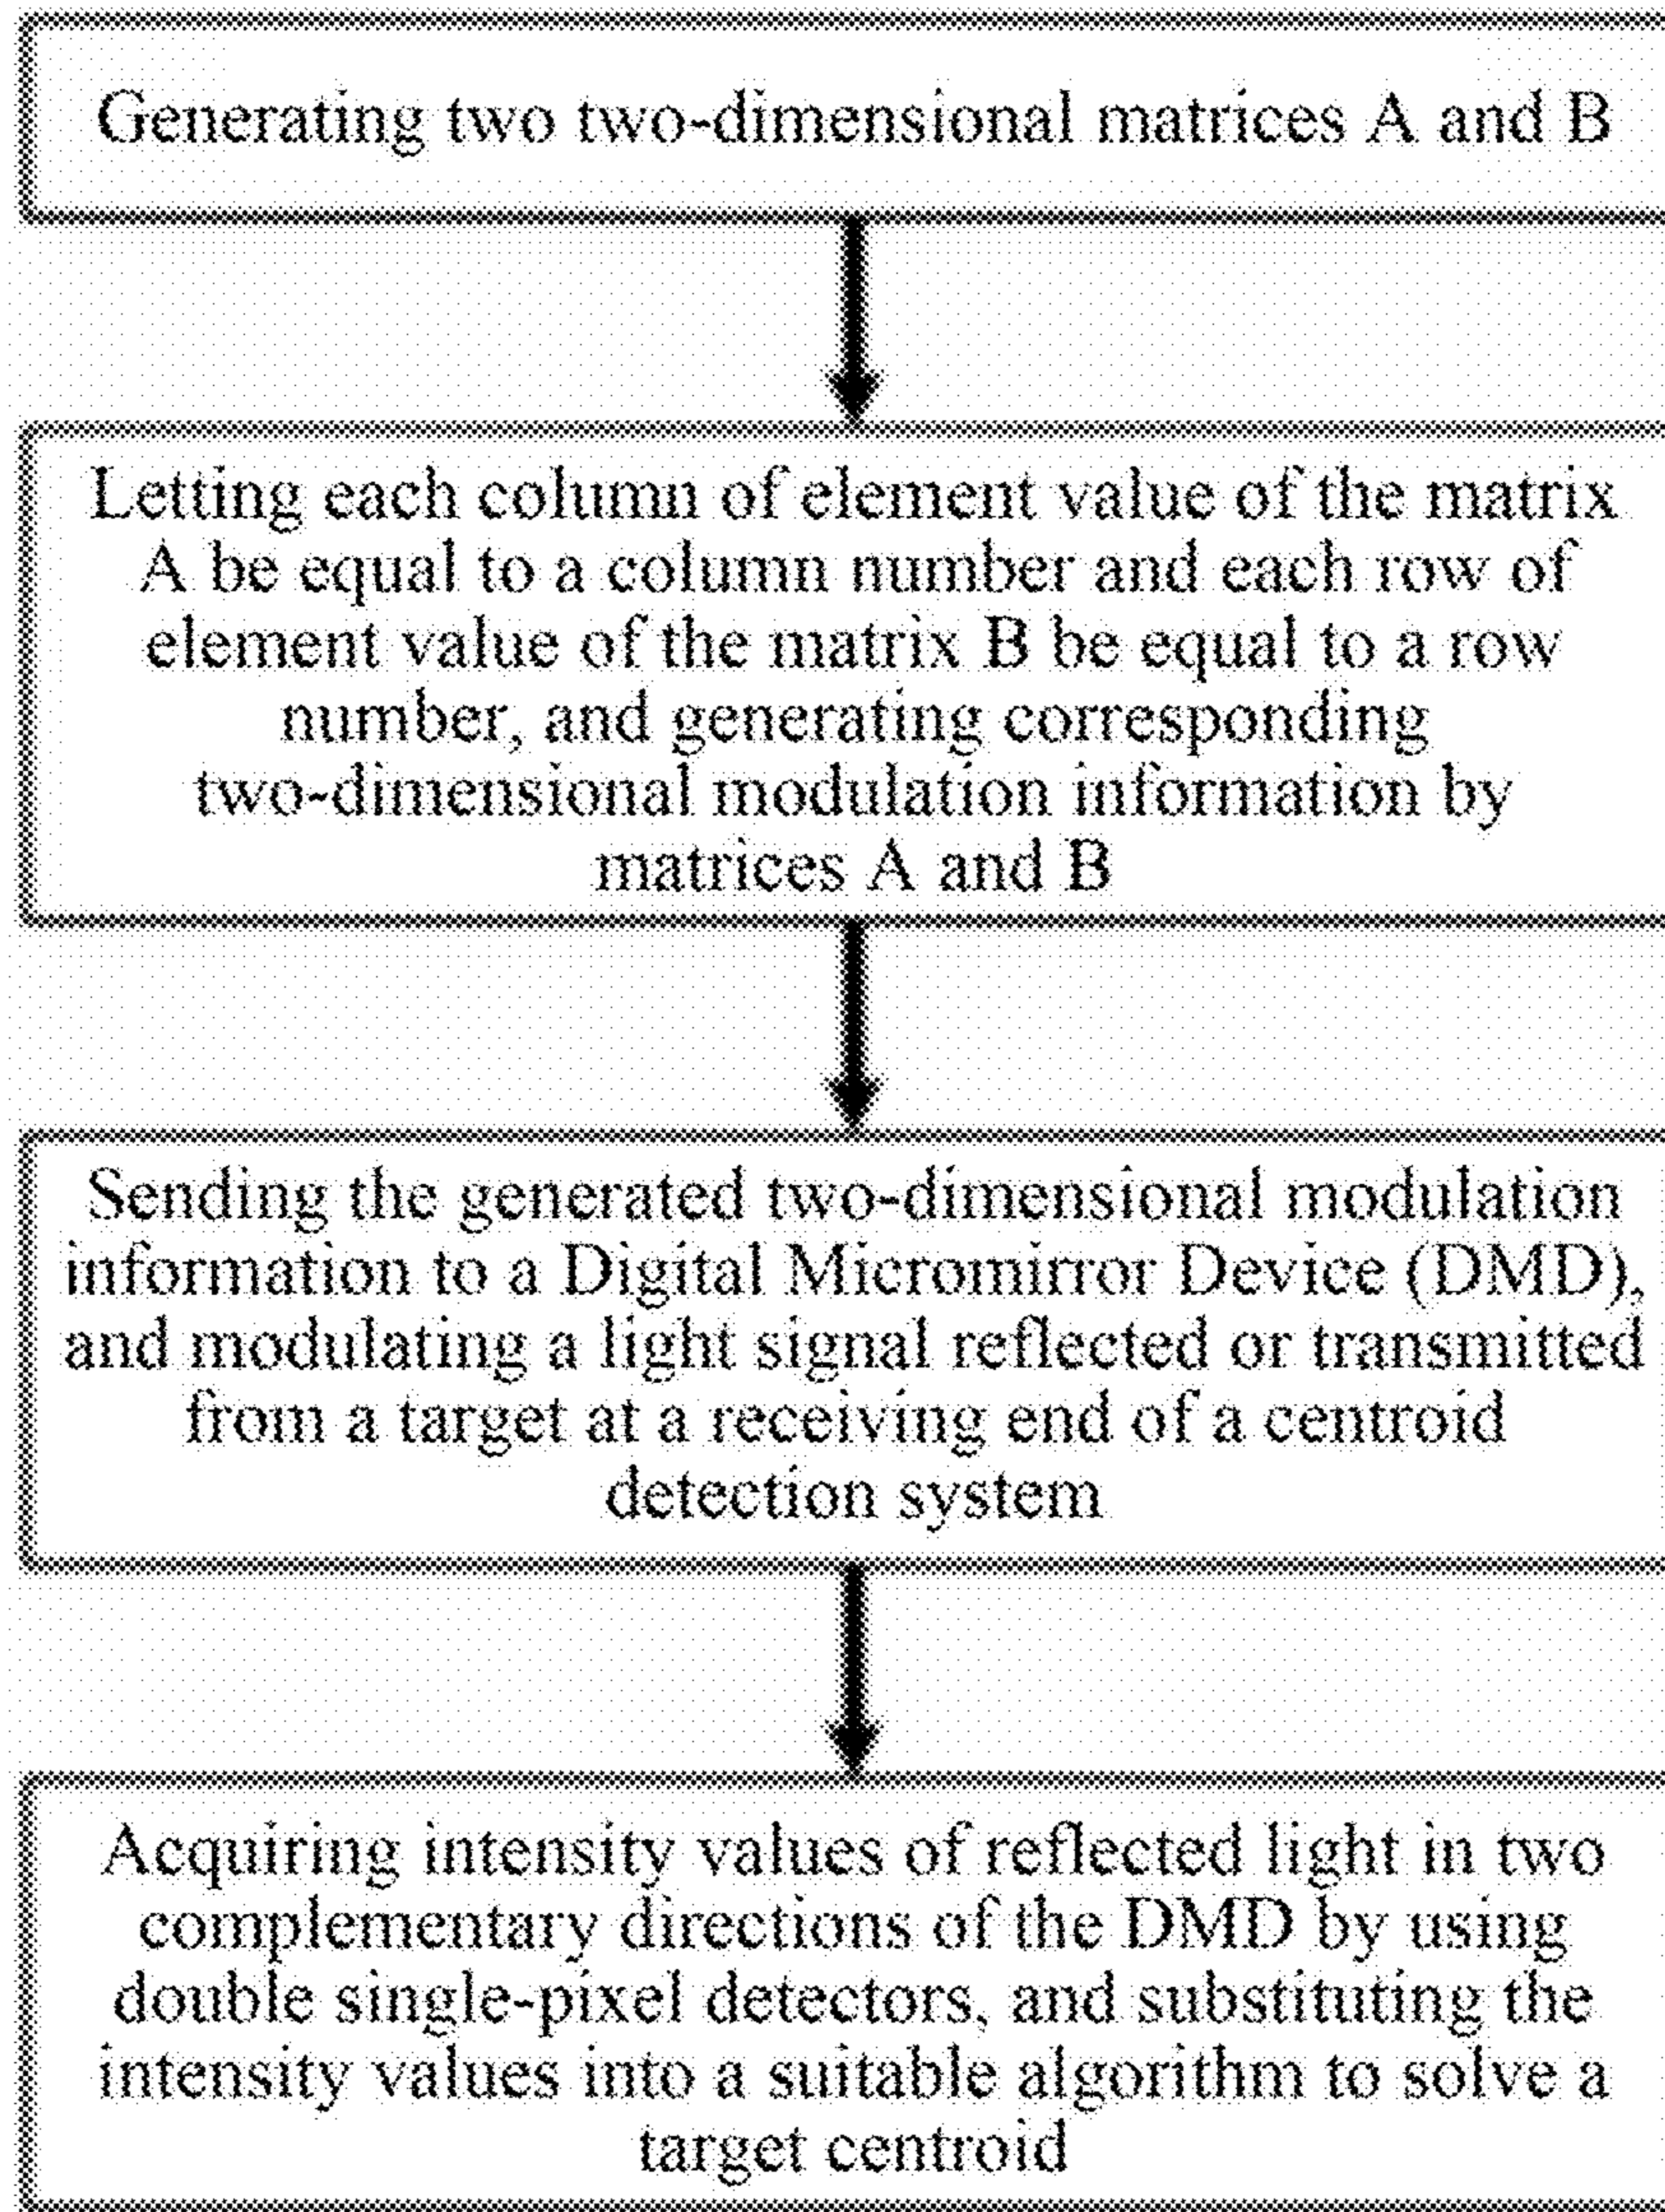 Generating two two-dimensional matrices A and B
Letting each column of element value of the matrix
A be equal to a column number and each row of
element value of the matrix B be equal to a row
number, and generating corresponding
two-dimensional modulation information by
matrices A and B
Sending the generated two-dimensional modulation
information to a Digital Micromirror Device (DMD),
and modulating a light signal reflected or transmitted
from a target at a receiving end of a centroid
detection system
Acquiring intensity values of reflected light in two
complementary directions of the DMD by using
double single-pixel detectors, and substituting the
intensity values into a suitable algorithm to solve a
target centroid